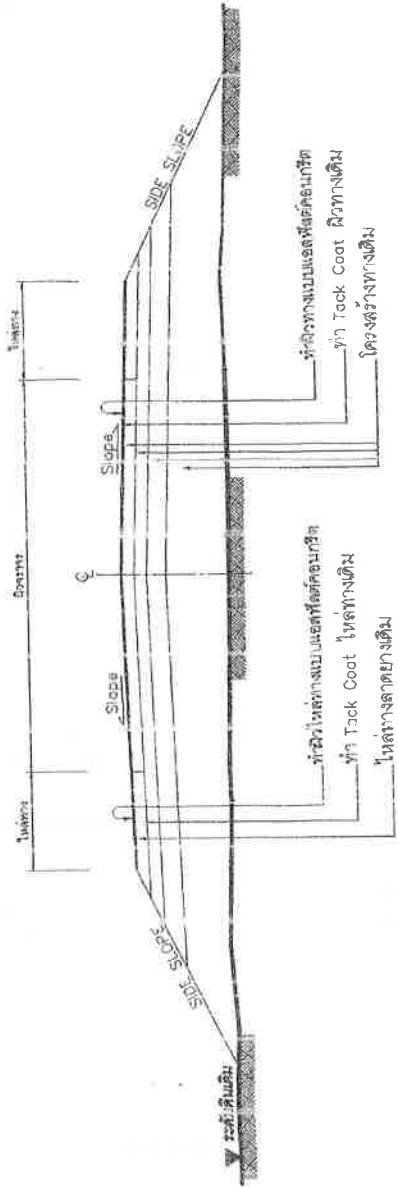 ไหล่ทาง
ผิวจราจร
ไหล่ทาง
Slope
Slope
SIDE SLOPE
SIDE SLOPE
ระดับดินเดิม
ทำผิวไหล่ทางแบบแอสฟัลต์คอนกรีต
ทำ Tack Coat ไหล่ทางเดิม
ไหล่ทางลาดยางเดิม
ทำผิวทางแบบแอสฟัลต์คอนกรีต
ทำ Tack Coat ผิวทางเดิม
โครงสร้างทางเดิม